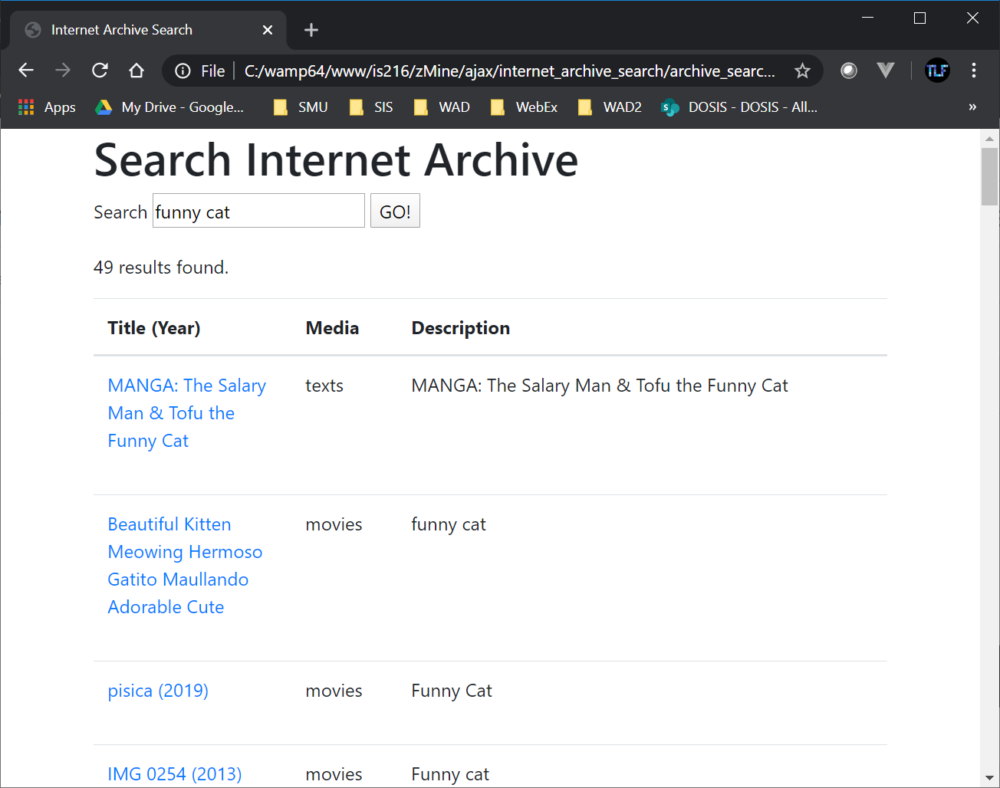 Internet Archive Search
File C:/wamp64/www/is216/zMine/ajax/internet_archive_search/archive_searc...
Apps My Drive - Google... SMU SIS WAD WebEx WAD2 DOSIS - DOSIS - All... »
Search Internet Archive
Search funny cat GO!
49 results found.
Title (Year) Media Description
MANGA: The Salary texts MANGA: The Salary Man & Tofu the Funny Cat
Man & Tofu the
Funny Cat
Beautiful Kitten movies funny cat
Meowing Hermoso
Gatito Maullando
Adorable Cute
pisica (2019) movies Funny Cat
IMG 0254 (2013) movies Funny cat